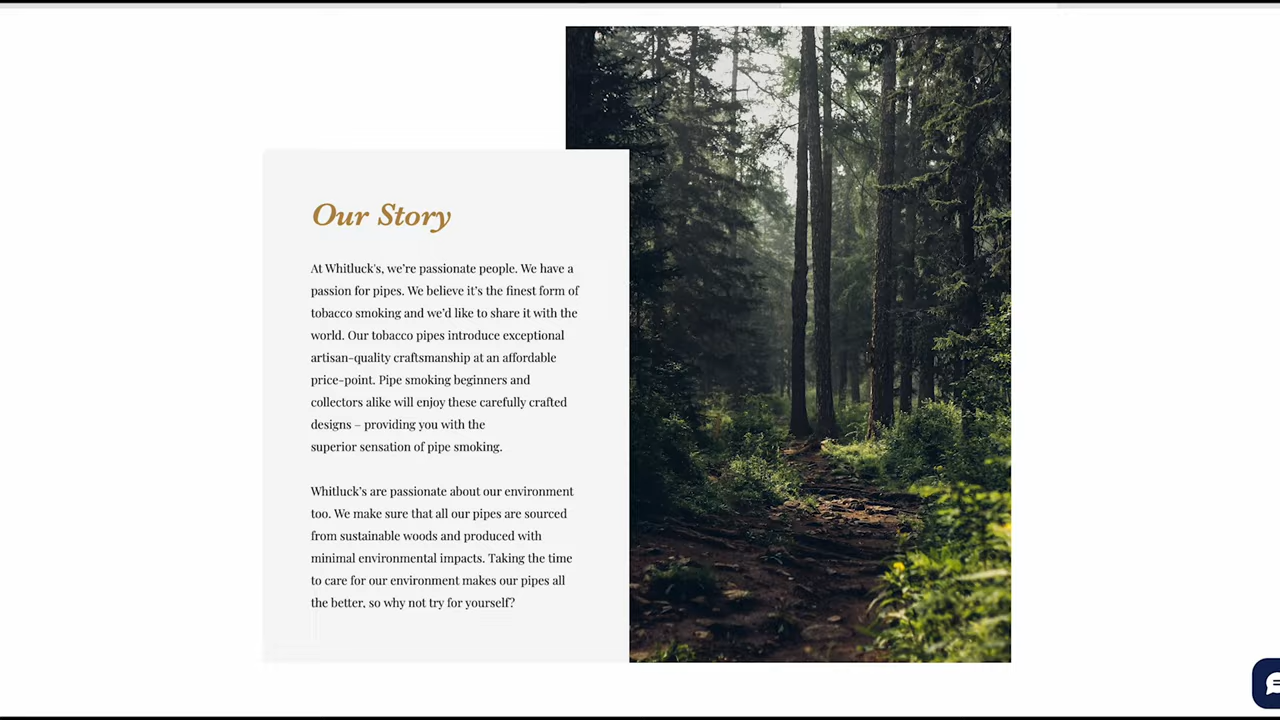 Our Story
At Whitluck's, we're passionate people. We have a
passion for pipes. We believe it's the finest form of
tobacco smoking and we'd like to share it with the
world. Our tobacco pipes introduce exceptional
artisan-quality craftsmanship at an affordable
price-point. Pipe smoking beginners and
collectors alike will enjoy these carefully crafted
designs – providing you with the
superior sensation of pipe smoking.
Whitluck's are passionate about our environment
too. We make sure that all our pipes are sourced
from sustainable woods and produced with
minimal environmental impacts. Taking the time
to care for our environment makes our pipes all
the better, so why not try for yourself?